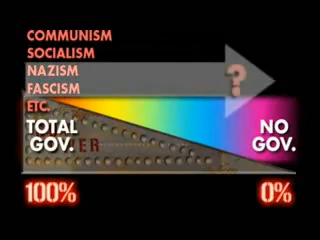 COMMUNISM
SOCIALISM
NAZISM
FASCISM
ETC.
?
TOTAL GOV.
NO GOV.
100%
0%